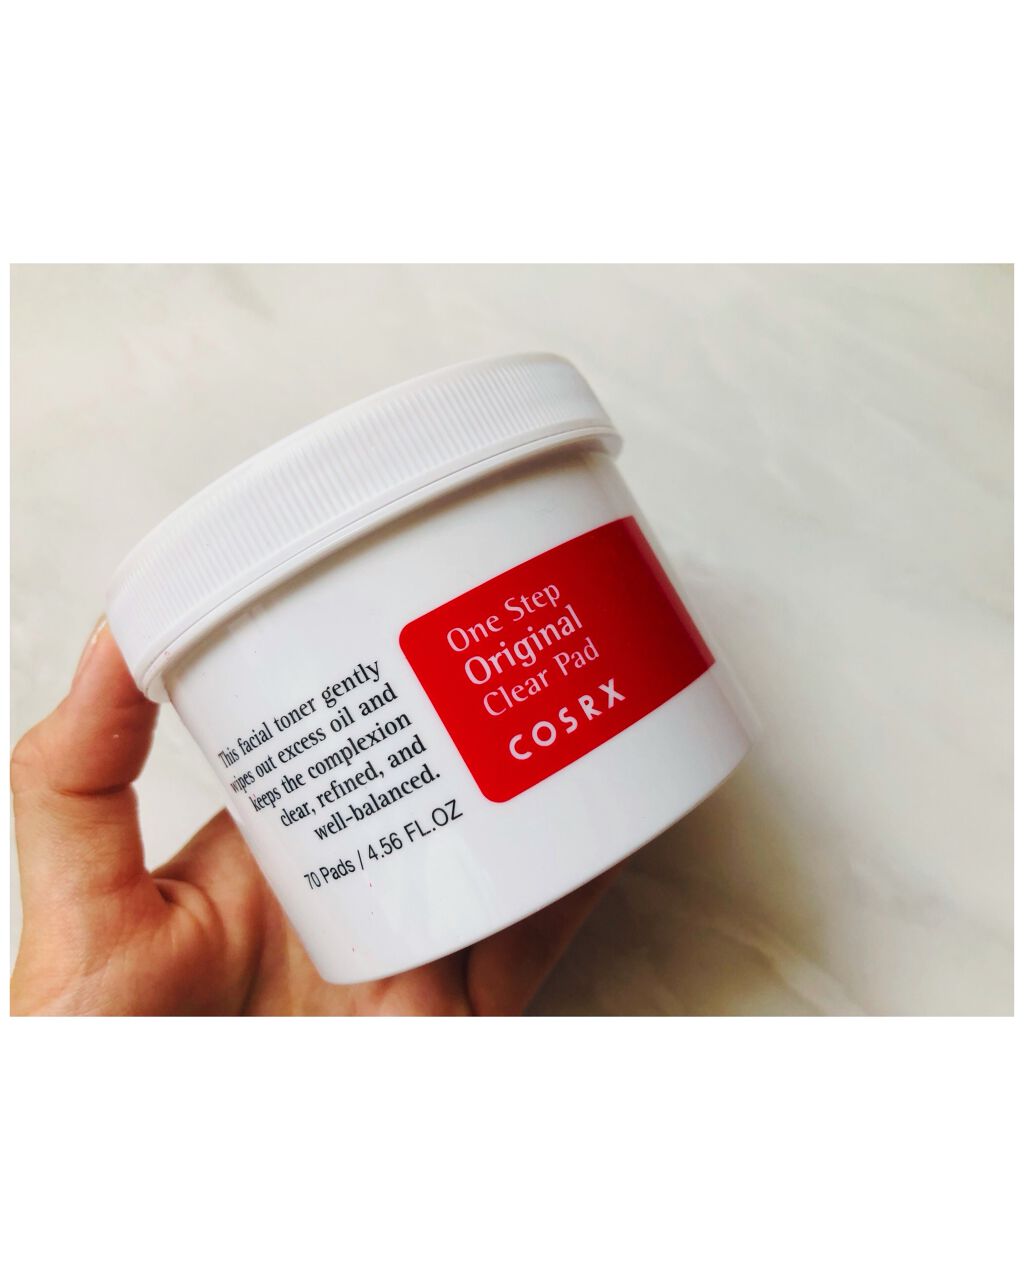 This facial toner gently
wipes out excess oil and
keeps the complexion
clear, refined, and
well-balanced.
70 Pads / 4.56 FL.OZ
One Step
Original
Clear Pad
COSRX